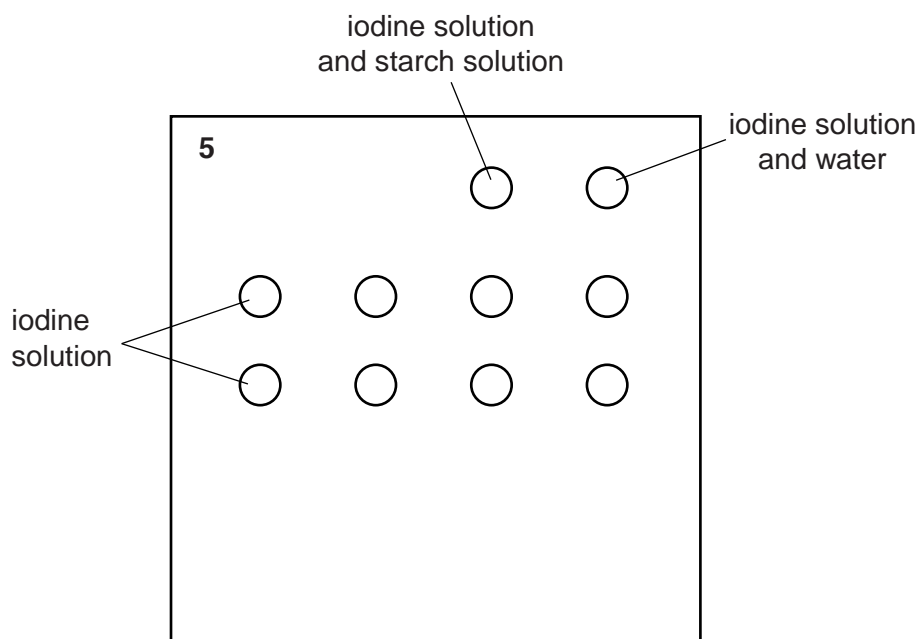 iodine solution
and starch solution
iodine solution
and water
5
iodine
solution